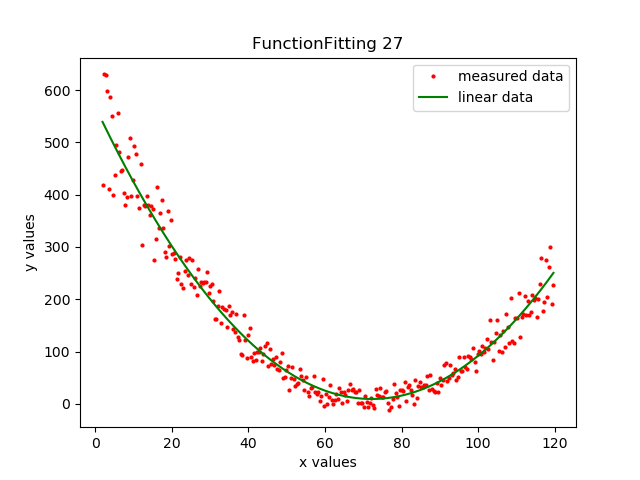 FunctionFitting 27
measured data
linear data
y values
600
500
400
300
200
100
0
0 20 40 60 80 100 120
x values